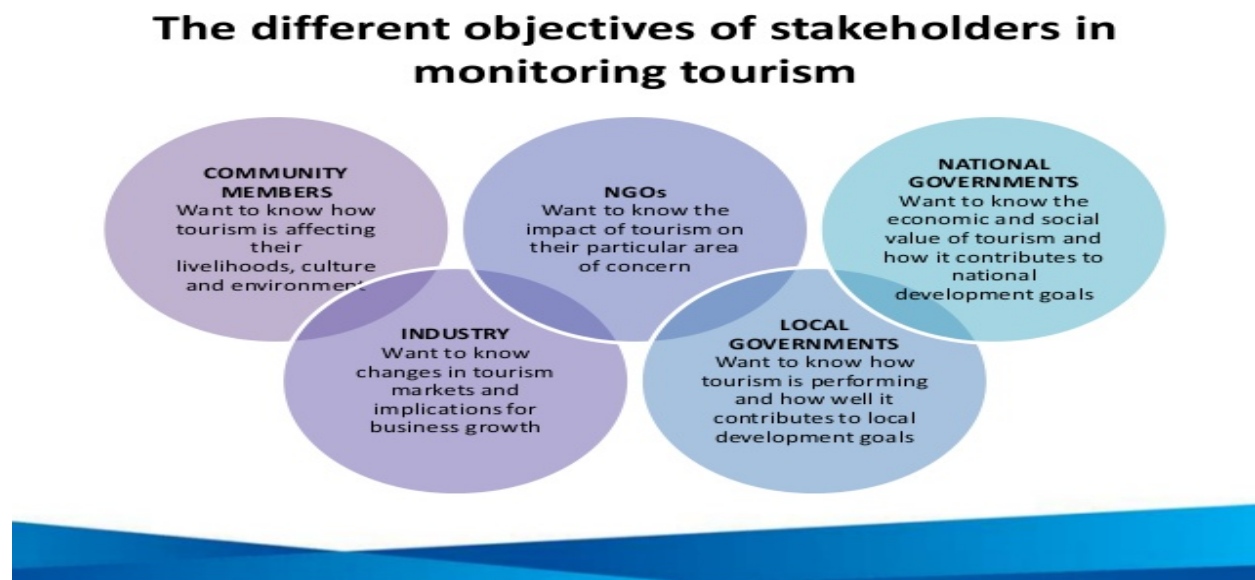 The different objectives of stakeholders in
monitoring tourism
COMMUNITY
MEMBERS
Want to know how
tourism is affecting
their
livelihoods, culture
and environment
NGOs
Want to know the
impact of tourism on
their particular area
of concern
NATIONAL
GOVERNMENTS
Want to know the
economic and social
value of tourism and
how it contributes to
national
development goals
INDUSTRY
Want to know
changes in tourism
markets and
implications for
business growth
LOCAL
GOVERNMENTS
Want to know how
tourism is performing
and how well it
contributes to local
development goals